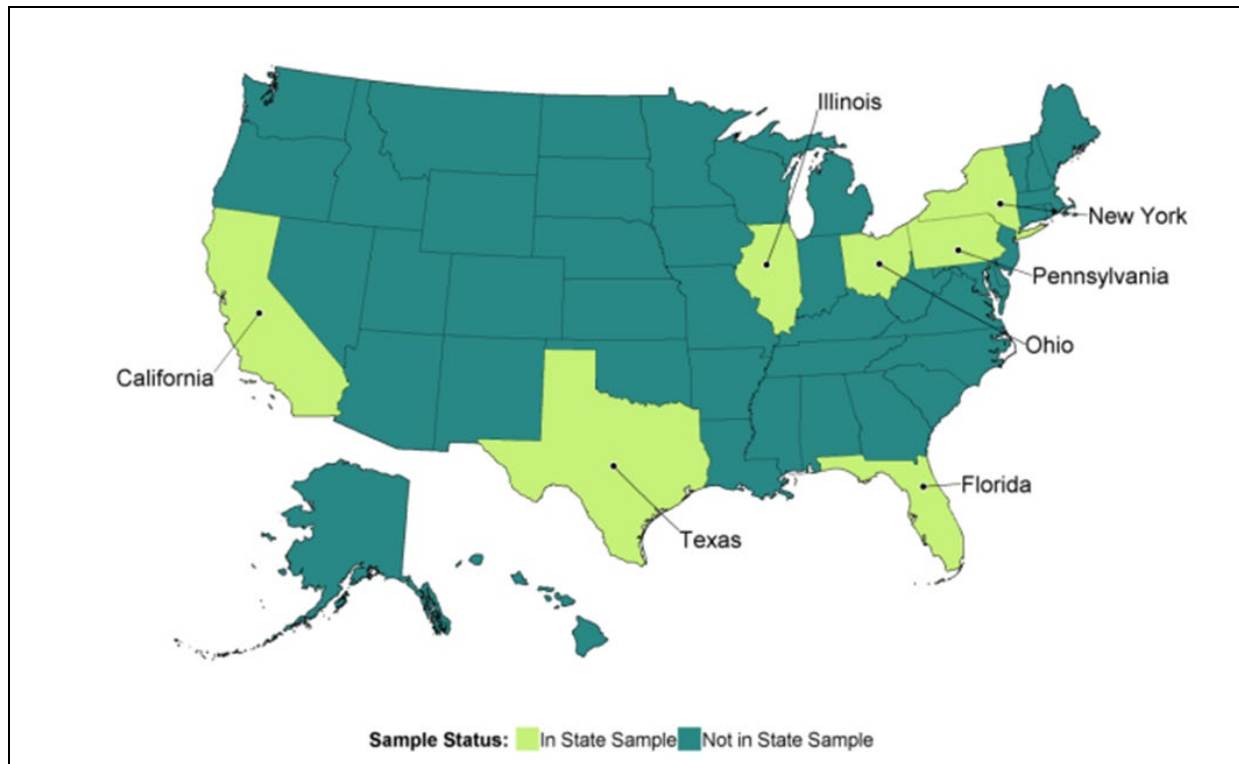 Illinois
New York
Pennsylvania
Ohio
California
Florida
Texas
Sample Status: In State Sample Not in State Sample